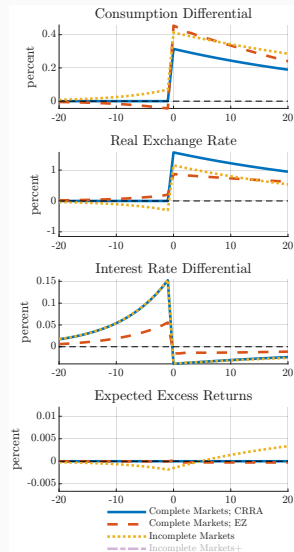 Consumption Differential
0.4
0.2
0
percent
-20 -10 0 10 20
Real Exchange Rate
1
0
-1
percent
-20 -10 0 10 20
Interest Rate Differential
0.15
0.1
0.05
0
percent
-20 -10 0 10 20
Expected Excess Returns
0.01
0.005
0
-0.005
percent
-20 -10 0 10 20
Complete Markets; CRRA
Complete Markets; EZ
Incomplete Markets
Incomplete Markets+